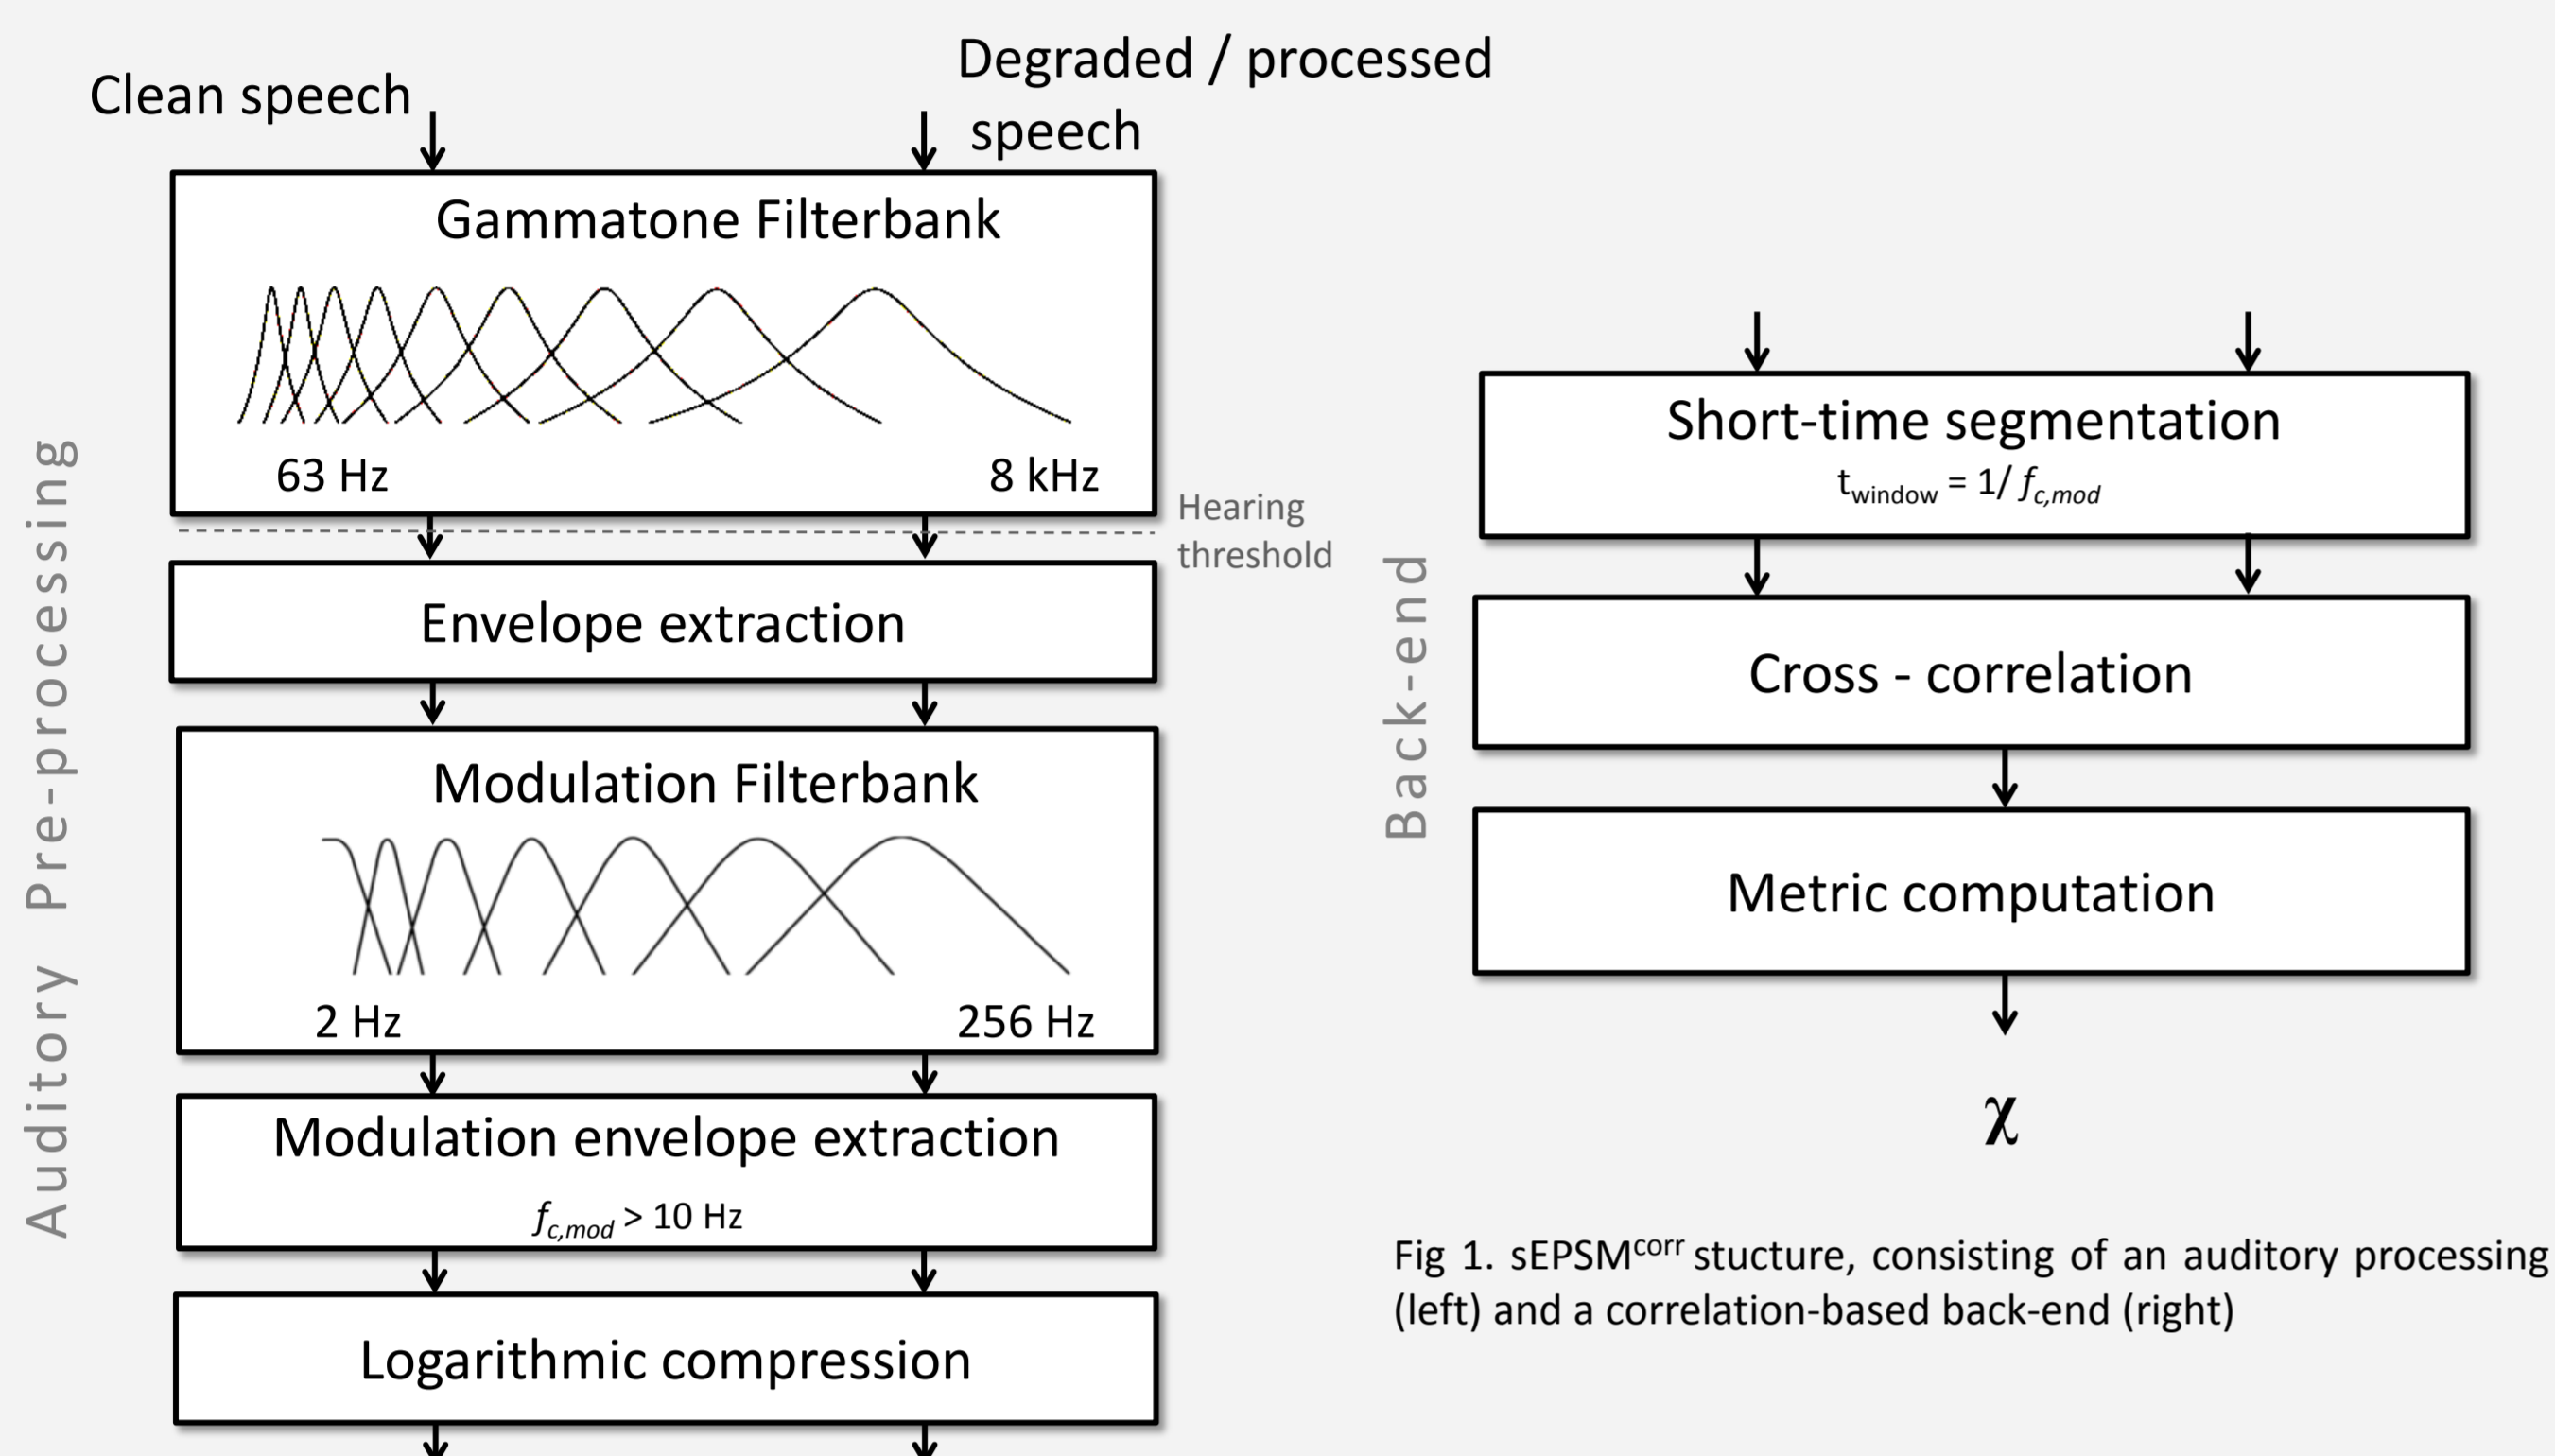 Clean speech
Degraded / processed
speech
Gammatone Filterbank
63 Hz
8 kHz
Hearing
threshold
Envelope extraction
Modulation Filterbank
2 Hz
256 Hz
Modulation envelope extraction
fc,mod > 10 Hz
Logarithmic compression
Auditory Pre-processing
Short-time segmentation
twindow = 1/ fc,mod
Cross - correlation
Metric computation
χ
Back-end
Fig 1. sEPSMcorr stucture, consisting of an auditory processing
(left) and a correlation-based back-end (right)